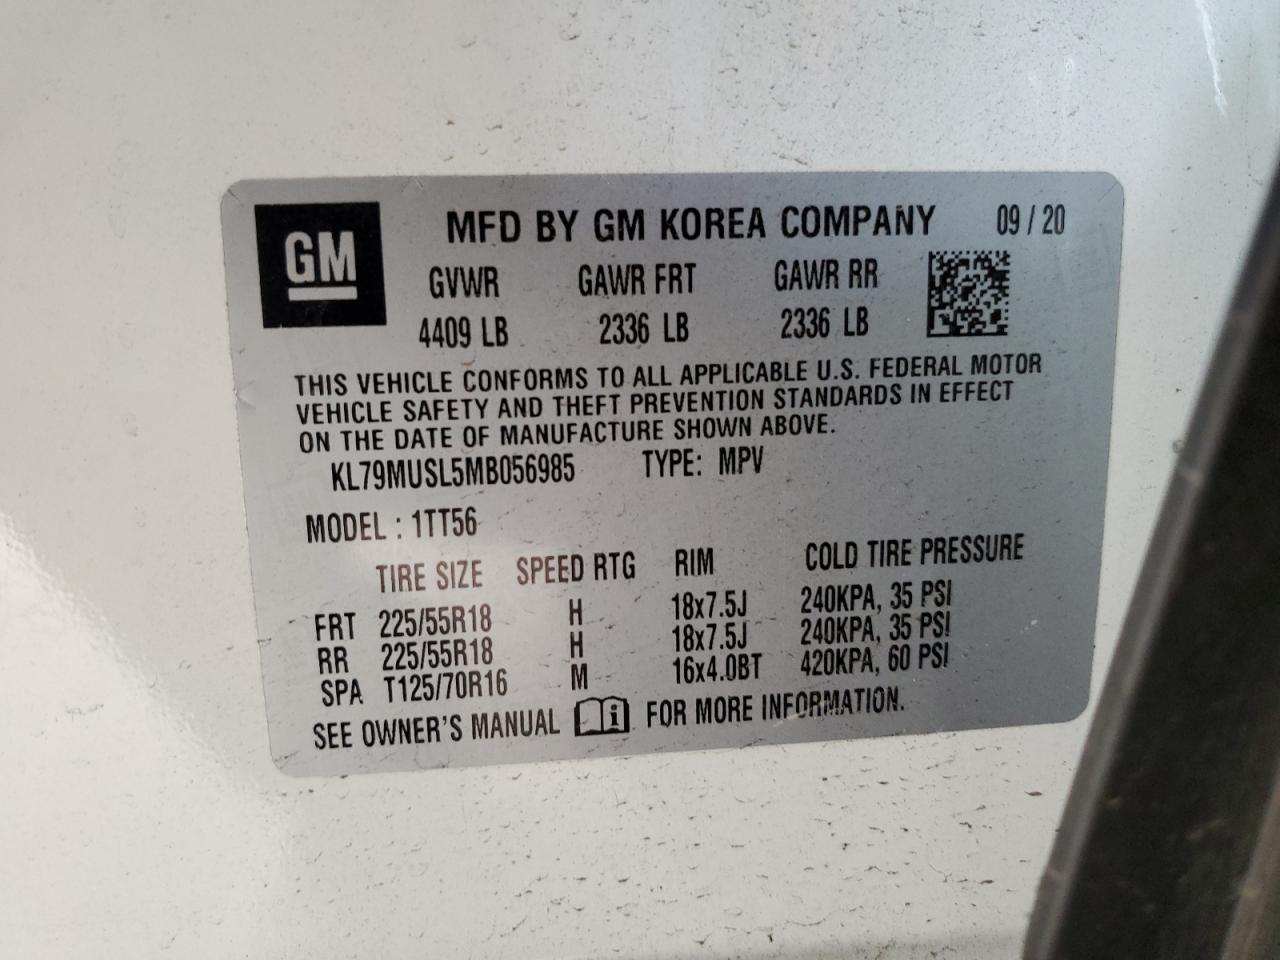 GM
MFD BY GM KOREA COMPANY 09 / 20
GVWR GAWR FRT GAWR RR
4409 LB 2336 LB 2336 LB
THIS VEHICLE CONFORMS TO ALL APPLICABLE U.S. FEDERAL MOTOR
VEHICLE SAFETY AND THEFT PREVENTION STANDARDS IN EFFECT
ON THE DATE OF MANUFACTURE SHOWN ABOVE.
KL79MUSL5MB056985 TYPE: MPV
MODEL : 1TT56
TIRE SIZE SPEED RTG RIM COLD TIRE PRESSURE
FRT 225/55R18 H 18x7.5J 240KPA, 35 PSI
RR 225/55R18 H 18x7.5J 240KPA, 35 PSI
SPA T125/70R16 M 16x4.0BT 420KPA, 60 PSI
SEE OWNER'S MANUAL i FOR MORE INFORMATION.